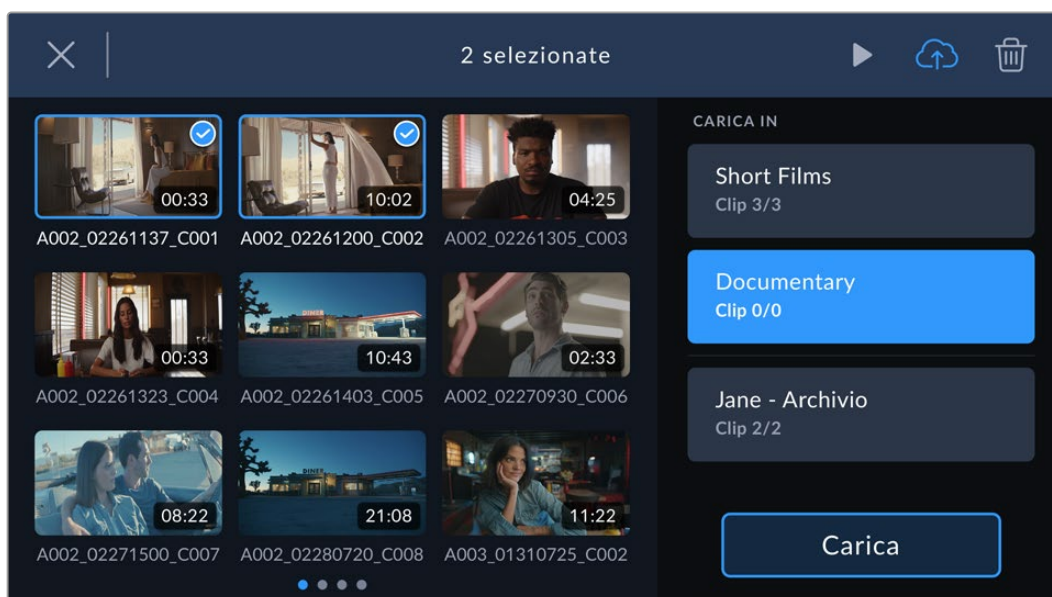 2 selezionate
00:33
10:02
04:25
A002_02261137_C001
A002_02261200_C002
A002_02261305_C003
DINER
00:33
10:43
02:33
A002_02261323_C004
A002_02261403_C005
A002_02270930_C006
DINER
08:22
21:08
11:22
A002_02271500_C007
A002_02280720_C008
A003_01310725_C002
CARICA IN
Short Films
Clip 3/3
Documentary
Clip 0/0
Jane - Archivio
Clip 2/2
Carica